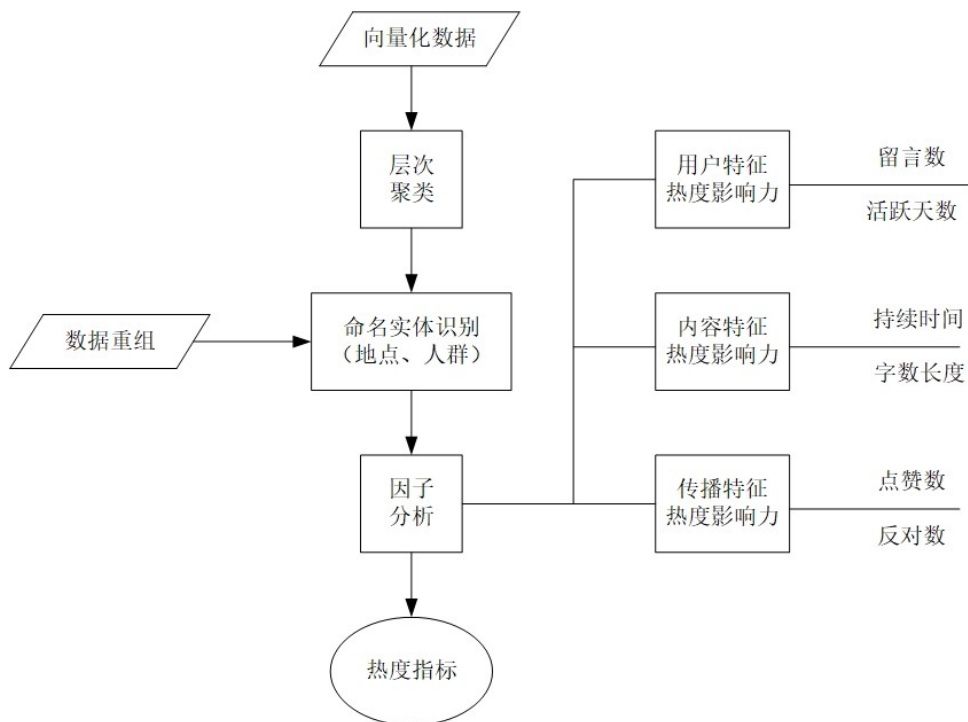 向量化数据
层次
聚类
用户特征
热度影响力
留言数
活跃天数
数据重组
命名实体识别
（地点、人群）
内容特征
热度影响力
持续时间
字数长度
因子
分析
传播特征
热度影响力
点赞数
反对数
热度指标